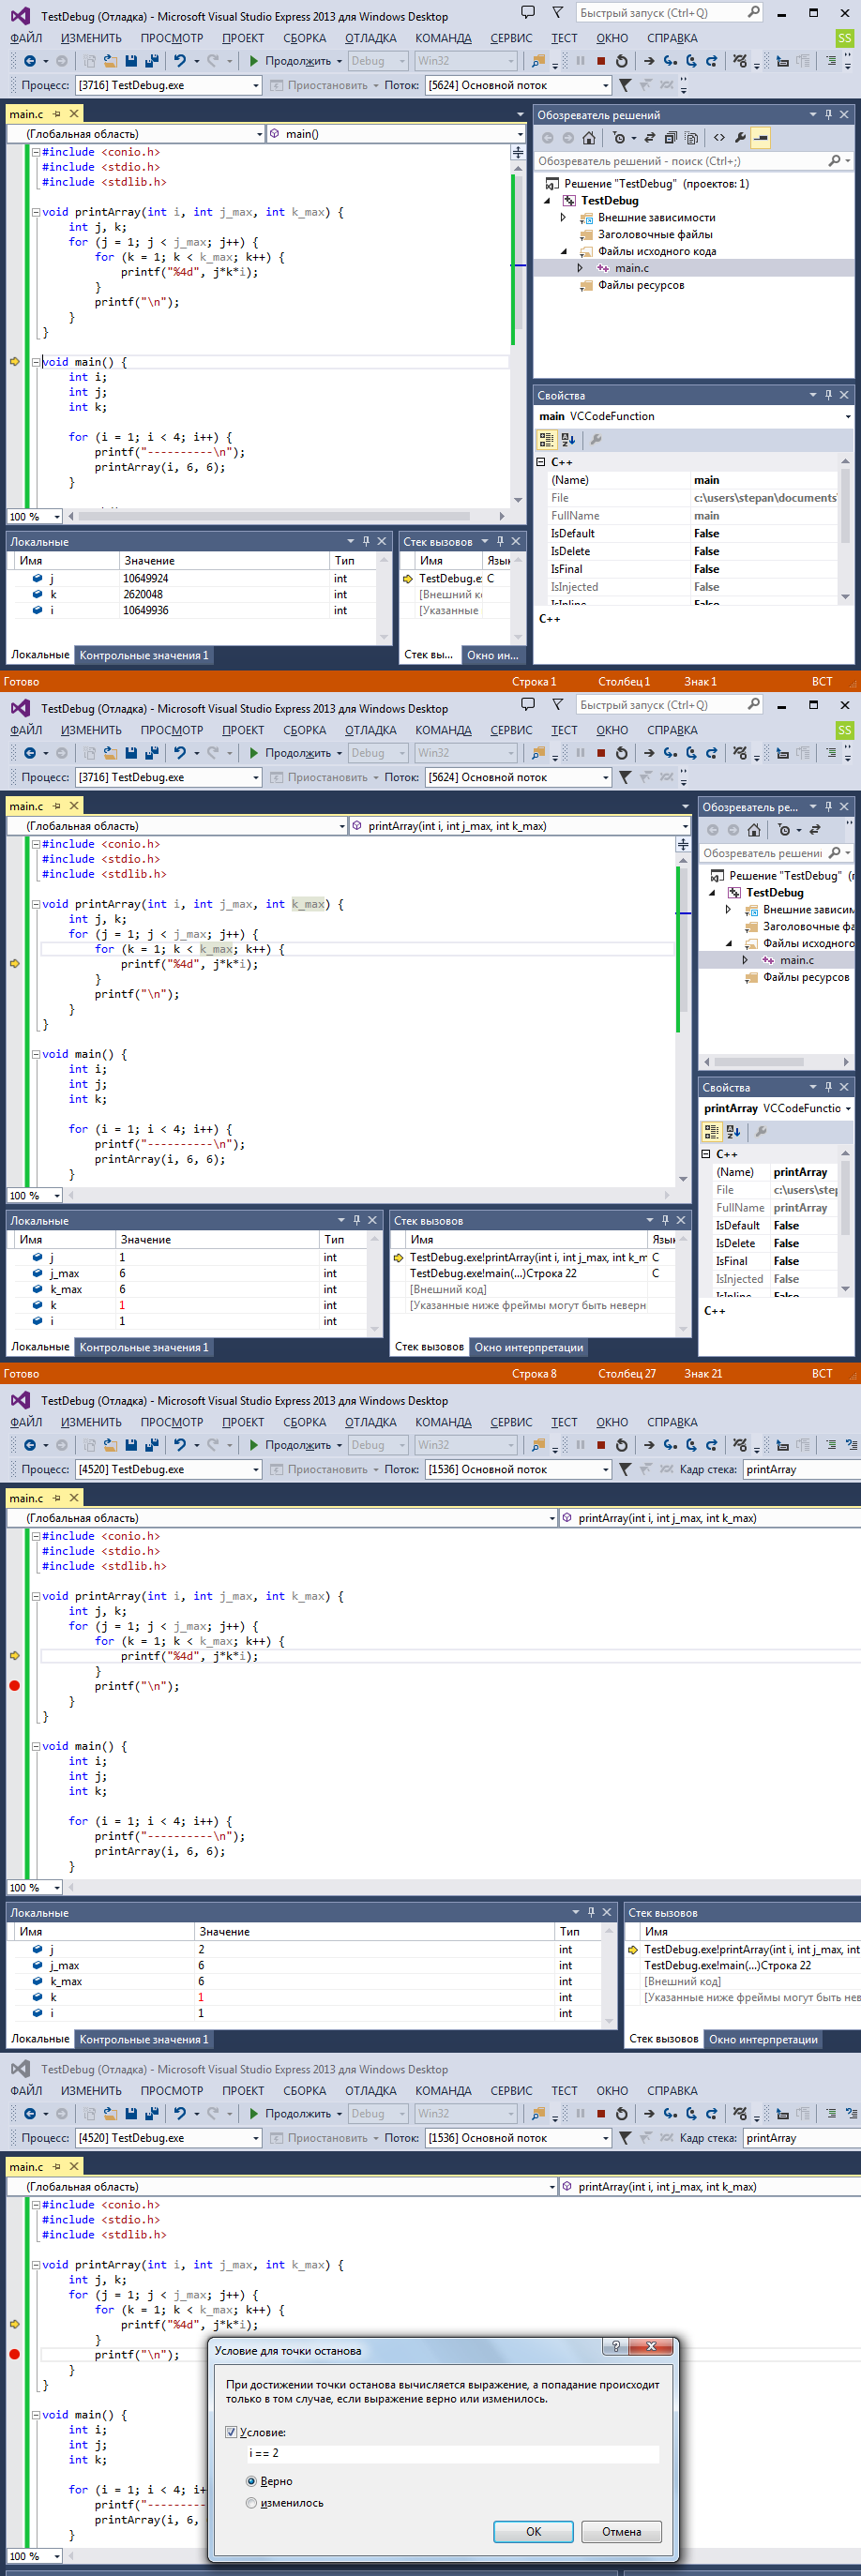 TestDebug (Отладка) - Microsoft Visual Studio Express 2013 для Windows Desktop
Быстрый запуск (Ctrl+Q)
ФАЙЛ ИЗМЕНИТЬ ПРОСМОТР ПРОЕКТ СБОРКА ОТЛАДКА КОМАНДА СЕРВИС ТЕСТ ОКНО СПРАВКА SS
Продолжить Debug Win32
Процесс: [3716] TestDebug.exe Приостановить Поток: [5624] Основной поток
main.c
(Глобальная область) main()
#include <conio.h>
#include <stdio.h>
#include <stdlib.h>
void printArray(int i, int j_max, int k_max) {
int j, k;
for (j = 1; j < j_max; j++) {
for (k = 1; k < k_max; k++) {
printf("%4d", j*k*i);
}
printf("\n");
}
}
void main() {
int i;
int j;
int k;
for (i = 1; i < 4; i++) {
printf("----------\n");
printArray(i, 6, 6);
}
100 %
Обозреватель решений
Обозреватель решений - поиск (Ctrl+;)
Решение "TestDebug" (проектов: 1)
TestDebug
Внешние зависимости
Заголовочные файлы
Файлы исходного кода
main.c
Файлы ресурсов
Свойства
main VCCodeFunction
C++
(Name) main
File c:\users\stepan\documents
FullName main
IsDefault False
IsDelete False
IsFinal False
IsInjected False
IsInline False
C++
Локальные
Имя Значение Тип
j 10649924 int
k 2620048 int
i 10649936 int
Локальные Контрольные значения 1
Стек вызовов
Имя Язык
TestDebug.e: C
[Внешний к
[Указанные
Стек вы... Окно ин...
Готово Строка 1 Столбец 1 Знак 1 ВСТ
TestDebug (Отладка) - Microsoft Visual Studio Express 2013 для Windows Desktop
Быстрый запуск (Ctrl+Q)
ФАЙЛ ИЗМЕНИТЬ ПРОСМОТР ПРОЕКТ СБОРКА ОТЛАДКА КОМАНДА СЕРВИС ТЕСТ ОКНО СПРАВКА SS
Продолжить Debug Win32
Процесс: [3716] TestDebug.exe Приостановить Поток: [5624] Основной поток
main.c
(Глобальная область) printArray(int i, int j_max, int k_max)
#include <conio.h>
#include <stdio.h>
#include <stdlib.h>
void printArray(int i, int j_max, int k_max) {
int j, k;
for (j = 1; j < j_max; j++) {
for (k = 1; k < k_max; k++) {
printf("%4d", j*k*i);
}
printf("\n");
}
}
void main() {
int i;
int j;
int k;
for (i = 1; i < 4; i++) {
printf("----------\n");
printArray(i, 6, 6);
}
100 %
Обозреватель ре...
Обозреватель решени
Решение "TestDebug" (г
TestDebug
Внешние зависим
Заголовочные фа
Файлы исходного
main.c
Файлы ресурсов
Свойства
printArray VCCodeFunctio
C++
(Name) printArray
File c:\users\step
FullName printArray
IsDefault False
IsDelete False
IsFinal False
IsInjected False
IsInline False
C++
Локальные
Имя Значение Тип
j 1 int
j_max 6 int
k_max 6 int
k 1 int
i 1 int
Локальные Контрольные значения 1
Стек вызовов
Имя Язык
TestDebug.exe!printArray(int i, int j_max, int k_m C
TestDebug.exe!main(...)Строка 22 C
[Внешний код]
[Указанные ниже фреймы могут быть неверн
Стек вызовов Окно интерпретации
Готово Строка 8 Столбец 27 Знак 21 ВСТ
TestDebug (Отладка) - Microsoft Visual Studio Express 2013 для Windows Desktop
ФАЙЛ ИЗМЕНИТЬ ПРОСМОТР ПРОЕКТ СБОРКА ОТЛАДКА КОМАНДА СЕРВИС ТЕСТ ОКНО СПРАВКА
Продолжить Debug Win32
Процесс: [4520] TestDebug.exe Приостановить Поток: [1536] Основной поток Кадр стека: printArray
main.c
(Глобальная область) printArray(int i, int j_max, int k_max)
#include <conio.h>
#include <stdio.h>
#include <stdlib.h>
void printArray(int i, int j_max, int k_max) {
int j, k;
for (j = 1; j < j_max; j++) {
for (k = 1; k < k_max; k++) {
printf("%4d", j*k*i);
}
printf("\n");
}
}
void main() {
int i;
int j;
int k;
for (i = 1; i < 4; i++) {
printf("----------\n");
printArray(i, 6, 6);
}
100 %
Локальные
Имя Значение Тип
j 2 int
j_max 6 int
k_max 6 int
k 1 int
i 1 int
Локальные Контрольные значения 1
Стек вызовов
Имя
TestDebug.exe!printArray(int i, int j_max, int
TestDebug.exe!main(...)Строка 22
[Внешний код]
[Указанные ниже фреймы могут быть нев
Стек вызовов Окно интерпретации
TestDebug (Отладка) - Microsoft Visual Studio Express 2013 для Windows Desktop
ФАЙЛ ИЗМЕНИТЬ ПРОСМОТР ПРОЕКТ СБОРКА ОТЛАДКА КОМАНДА СЕРВИС ТЕСТ ОКНО СПРАВКА
Продолжить Debug Win32
Процесс: [4520] TestDebug.exe Приостановить Поток: [1536] Основной поток Кадр стека: printArray
main.c
(Глобальная область) printArray(int i, int j_max, int k_max)
#include <conio.h>
#include <stdio.h>
#include <stdlib.h>
void printArray(int i, int j_max, int k_max) {
int j, k;
for (j = 1; j < j_max; j++) {
for (k = 1; k < k_max; k++) {
printf("%4d", j*k*i);
}
printf("\n");
}
}
void main() {
int i;
int j;
int k;
for (i = 1; i < 4; i+
printf("--------
printArray(i, 6,
}
100 %
Условие для точки останова
При достижении точки останова вычисляется выражение, а попадание происходит
только в том случае, если выражение верно или изменилось.
Условие:
i == 2
Верно
изменилось
OK Отмена